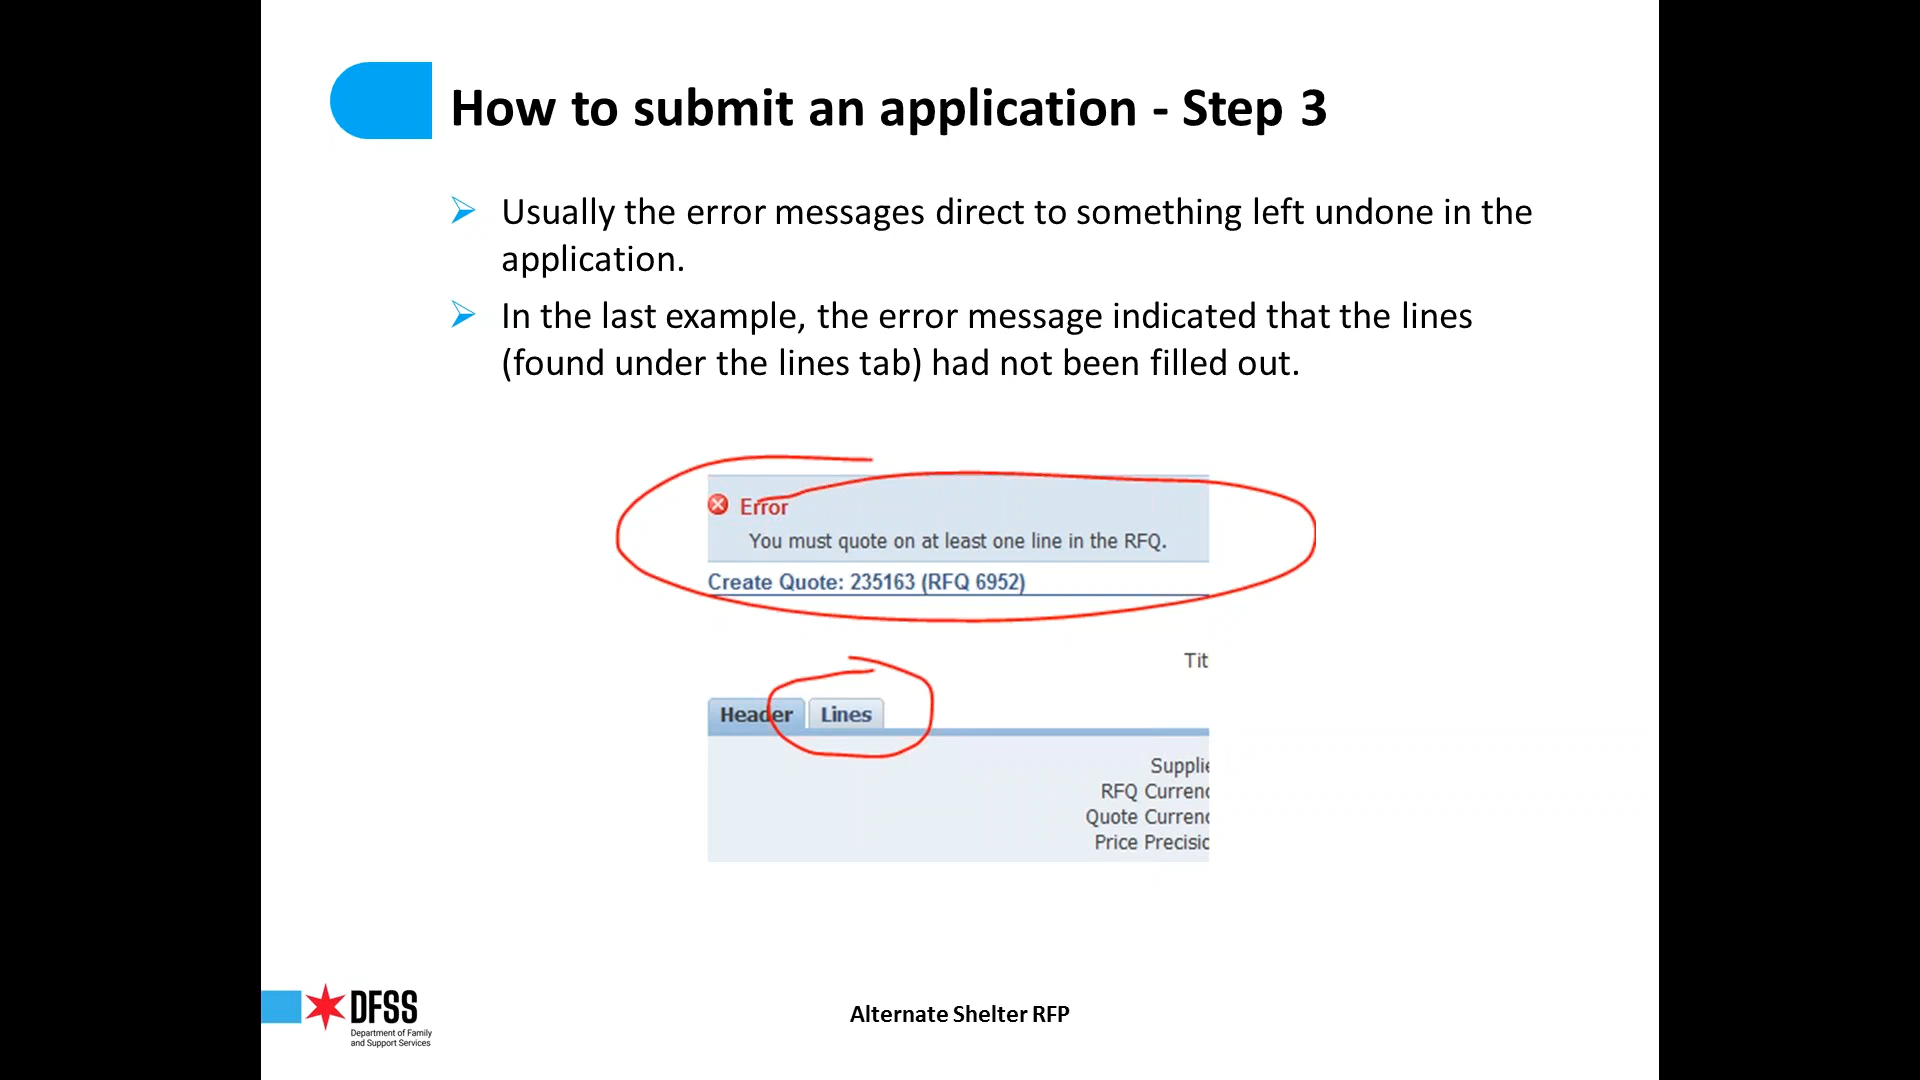 How to submit an application - Step 3
Usually the error messages direct to something left undone in the
application.
In the last example, the error message indicated that the lines
(found under the lines tab) had not been filled out.
Error
You must quote on at least one line in the RFQ.
Create Quote: 235163 (RFQ 6952)
Tit
Header Lines
Supplie
RFQ Currenc
Quote Currenc
Price Precisio
DFSS
Department of Family
and Support Services
Alternate Shelter RFP